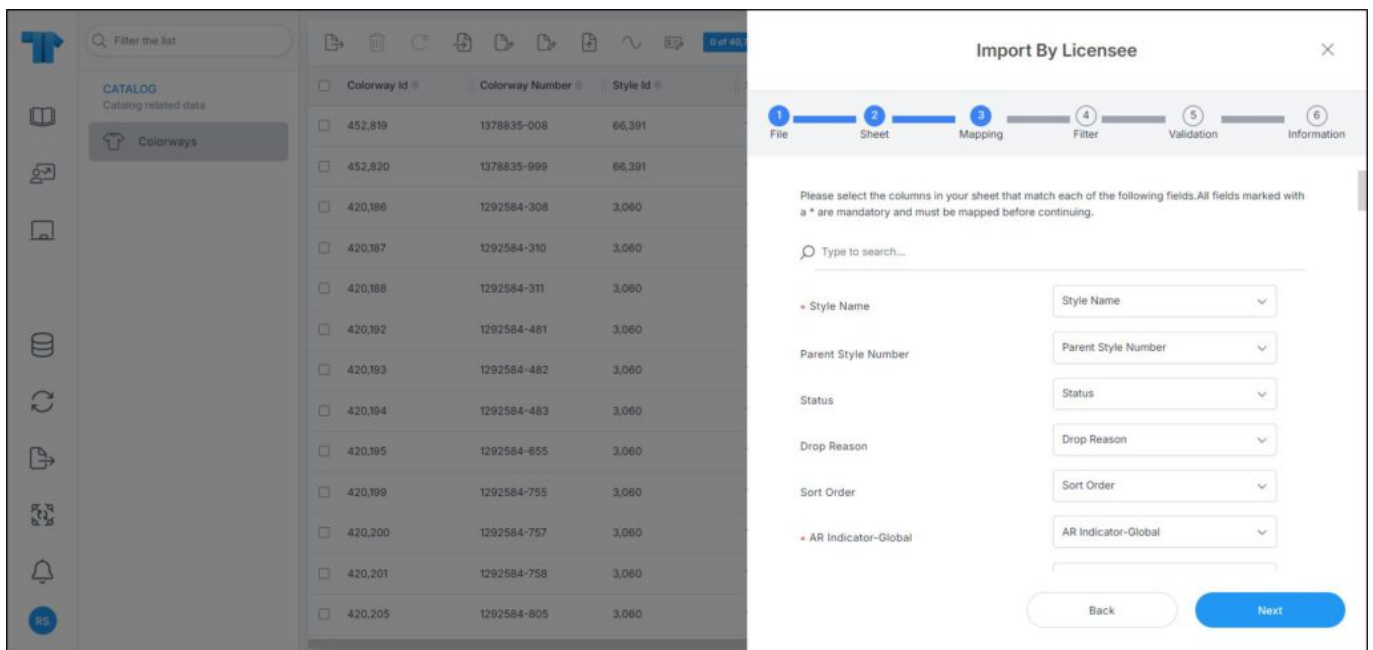 Filter the list
CATALOG
Catalog related data
Colorways
0 of 40,7
Colorway Id Colorway Number Style Id
452,819 1378835-008 66,391
452,820 1378835-999 66,391
420,186 1292584-308 3,060
420,187 1292584-310 3,060
420,188 1292584-311 3,060
420,192 1292584-481 3,060
420,193 1292584-482 3,060
420,194 1292584-483 3,060
420,195 1292584-655 3,060
420,199 1292584-755 3,060
420,200 1292584-757 3,060
420,201 1292584-758 3,060
420,205 1292584-805 3,060
RS
Import By Licensee
1 2 3 4 5 6
File Sheet Mapping Filter Validation Information
Please select the columns in your sheet that match each of the following fields.All fields marked with
a * are mandatory and must be mapped before continuing.
Type to search...
* Style Name Style Name
Parent Style Number Parent Style Number
Status Status
Drop Reason Drop Reason
Sort Order Sort Order
* AR Indicator-Global AR Indicator-Global
Back Next